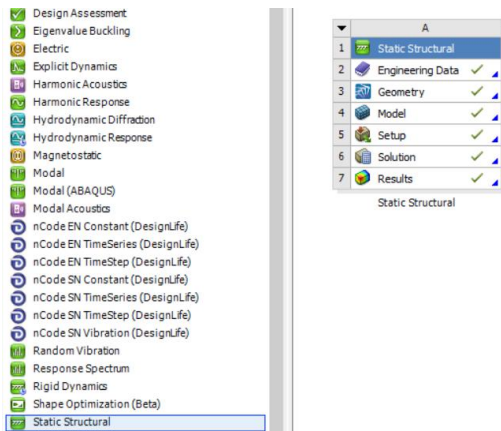 Design Assessment
Eigenvalue Buckling
Electric
Explicit Dynamics
Harmonic Acoustics
Harmonic Response
Hydrodynamic Diffraction
Hydrodynamic Response
Magnetostatic
Modal
Modal (ABAQUS)
Modal Acoustics
nCode EN Constant (DesignLife)
nCode EN TimeSeries (DesignLife)
nCode EN TimeStep (DesignLife)
nCode SN Constant (DesignLife)
nCode SN TimeSeries (DesignLife)
nCode SN TimeStep (DesignLife)
nCode SN Vibration (DesignLife)
Random Vibration
Response Spectrum
Rigid Dynamics
Shape Optimization (Beta)
Static Structural
A
1 Static Structural
2 Engineering Data
3 Geometry
4 Model
5 Setup
6 Solution
7 Results
Static Structural